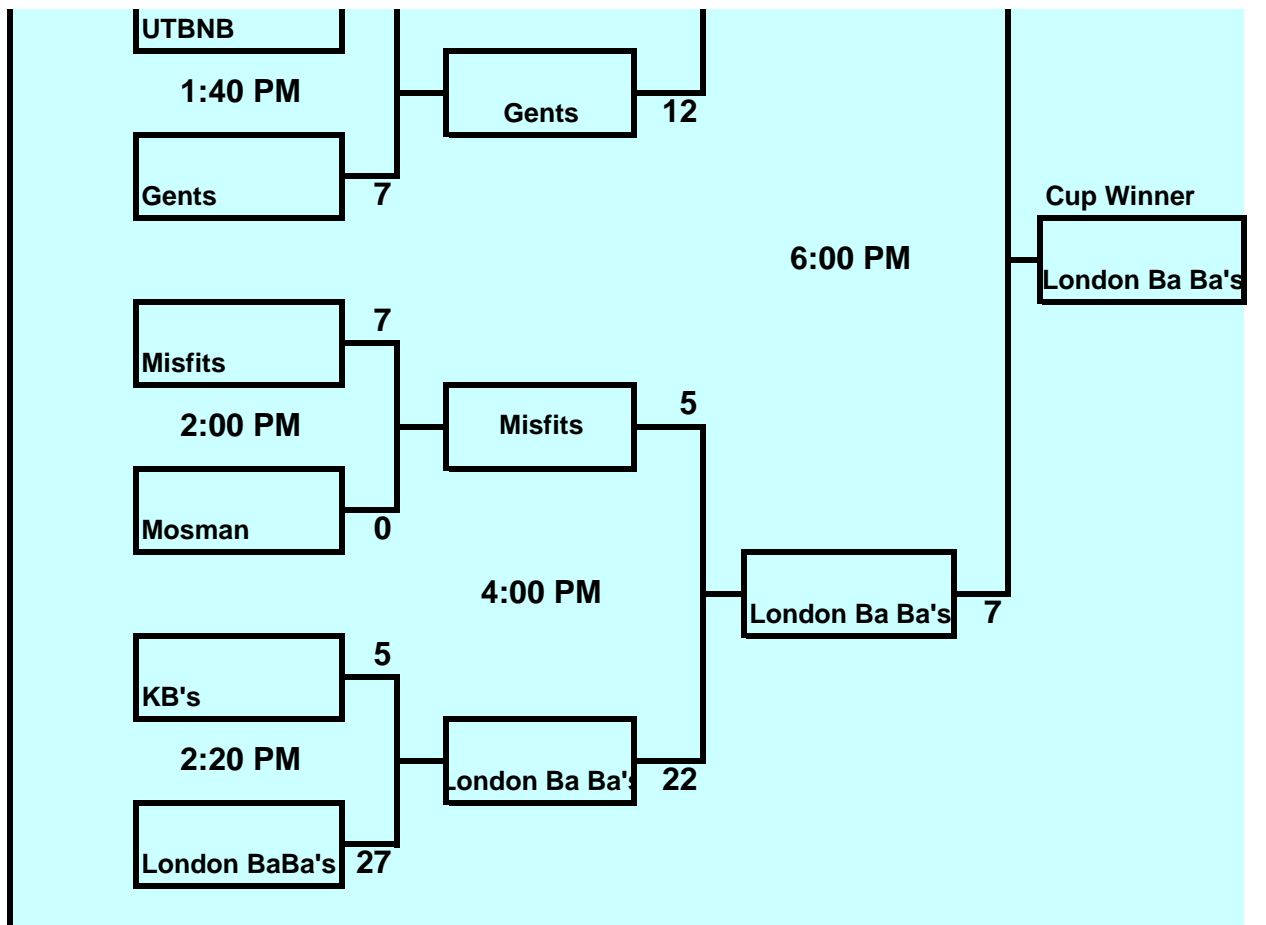 UTBNB
1:40 PM
Gents
12
Gents
7
Cup Winner
6:00 PM
London Ba Ba's
7
Misfits
5
2:00 PM
Misfits
Mosman
0
4:00 PM
London Ba Ba's
7
5
KB's
2:20 PM
London Ba Ba's
22
London BaBa's
27